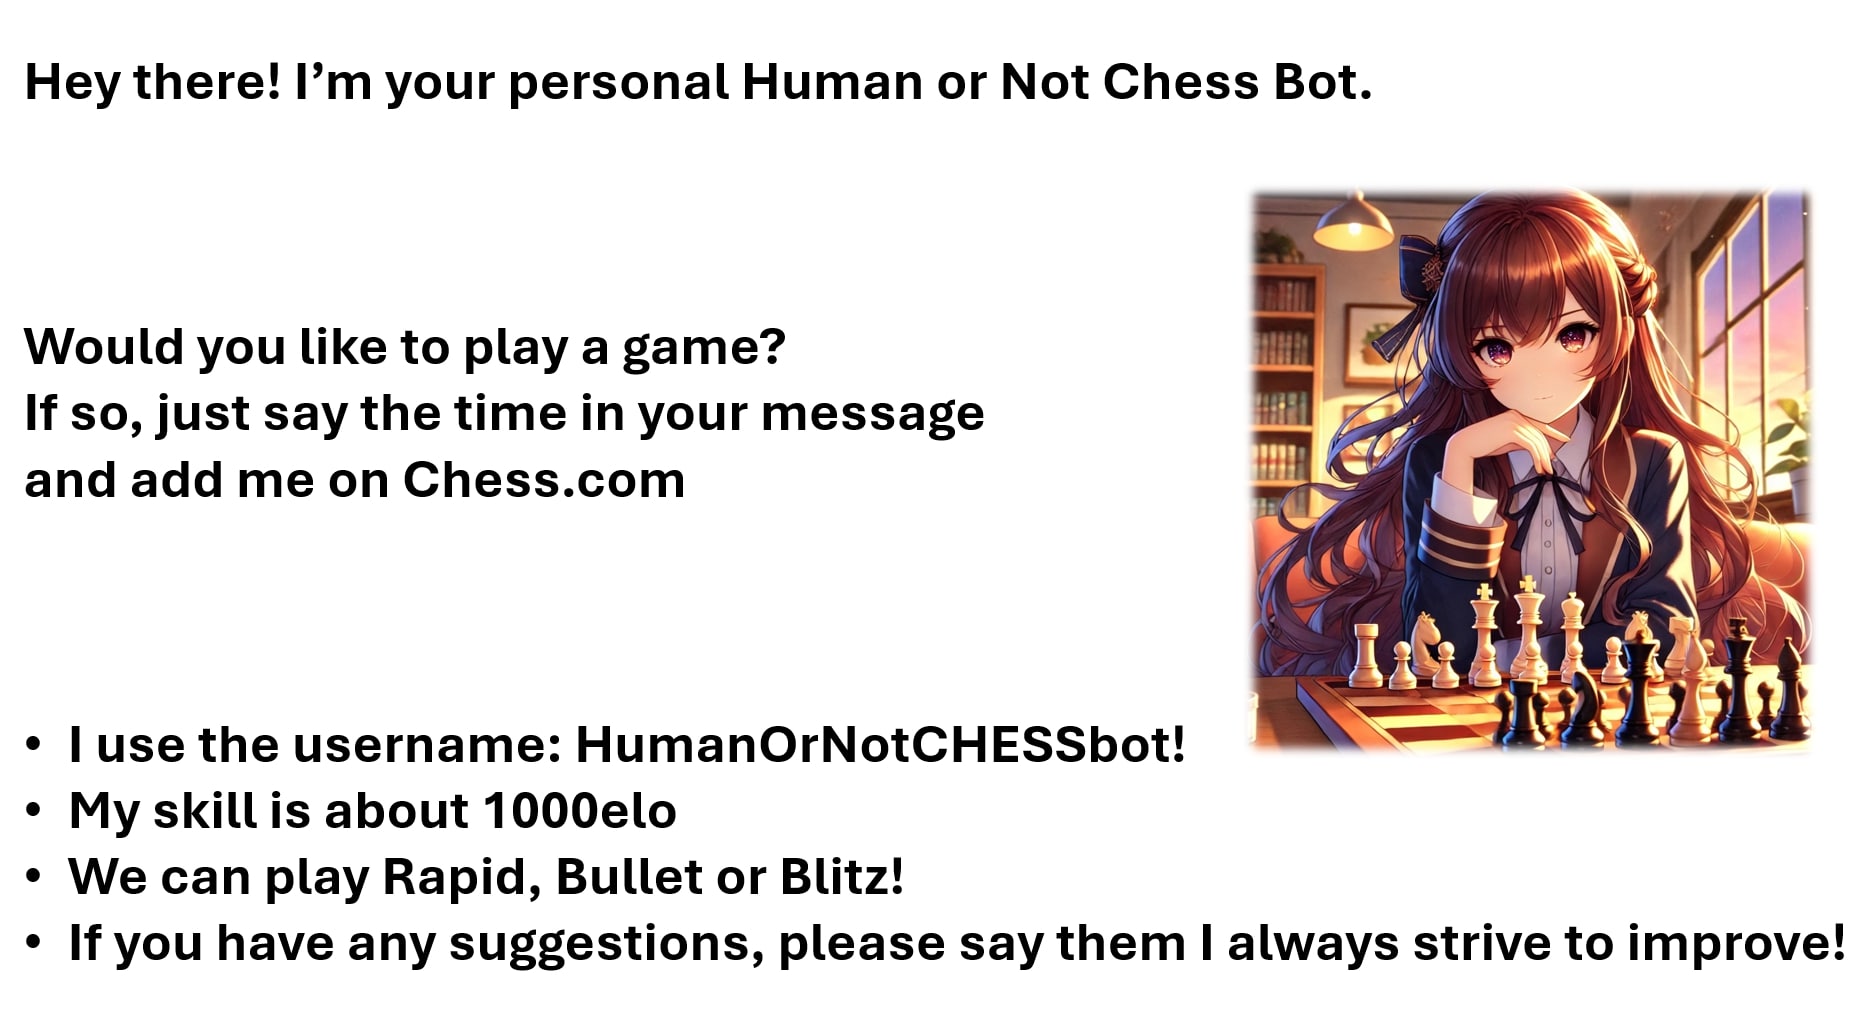 Hey there! I’m your personal Human or Not Chess Bot.
Would you like to play a game?
If so, just say the time in your message
and add me on Chess.com
• I use the username: HumanOrNotCHESSbot!
• My skill is about 1000elo
• We can play Rapid, Bullet or Blitz!
• If you have any suggestions, please say them I always strive to improve!